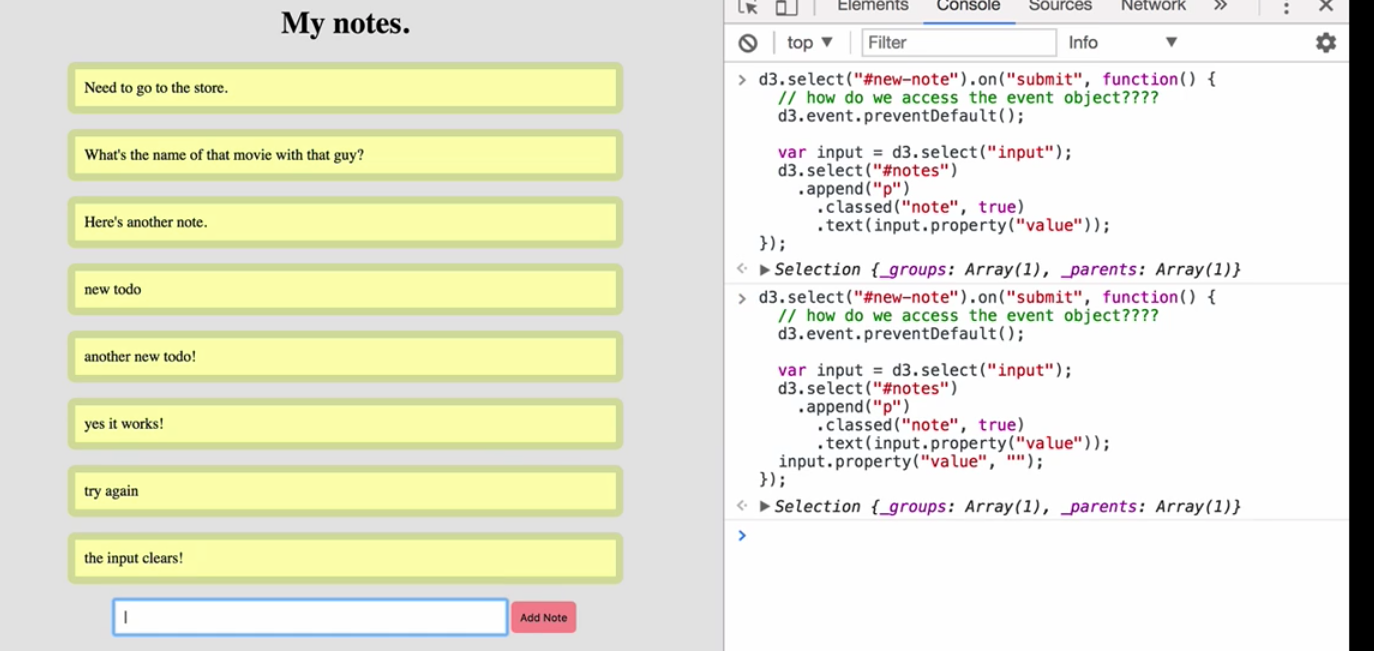 My notes.
Need to go to the store.
What's the name of that movie with that guy?
Here's another note.
new todo
another new todo!
yes it works!
try again
the input clears!
Add Note
Elements Console Sources Network »
top ▼ Filter Info ▼
> d3.select("#new-note").on("submit", function() {
// how do we access the event object????
d3.event.preventDefault();
var input = d3.select("input");
d3.select("#notes")
.append("p")
.classed("note", true)
.text(input.property("value"));
});
▶ Selection {_groups: Array(1), _parents: Array(1)}
> d3.select("#new-note").on("submit", function() {
// how do we access the event object????
d3.event.preventDefault();
var input = d3.select("input");
d3.select("#notes")
.append("p")
.classed("note", true)
.text(input.property("value"));
input.property("value", "");
});
▶ Selection {_groups: Array(1), _parents: Array(1)}
>